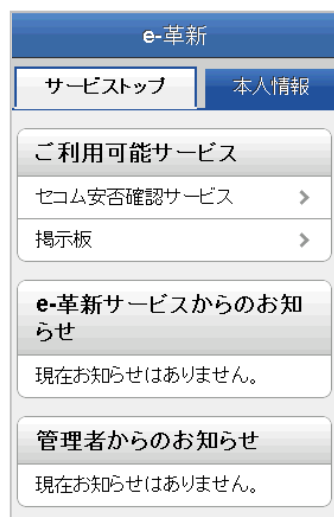 e-革新
サービストップ
本人情報
ご利用可能サービス
セコム安否確認サービス
掲示板
e-革新サービスからのお知
らせ
現在お知らせはありません。
管理者からのお知らせ
現在お知らせはありません。